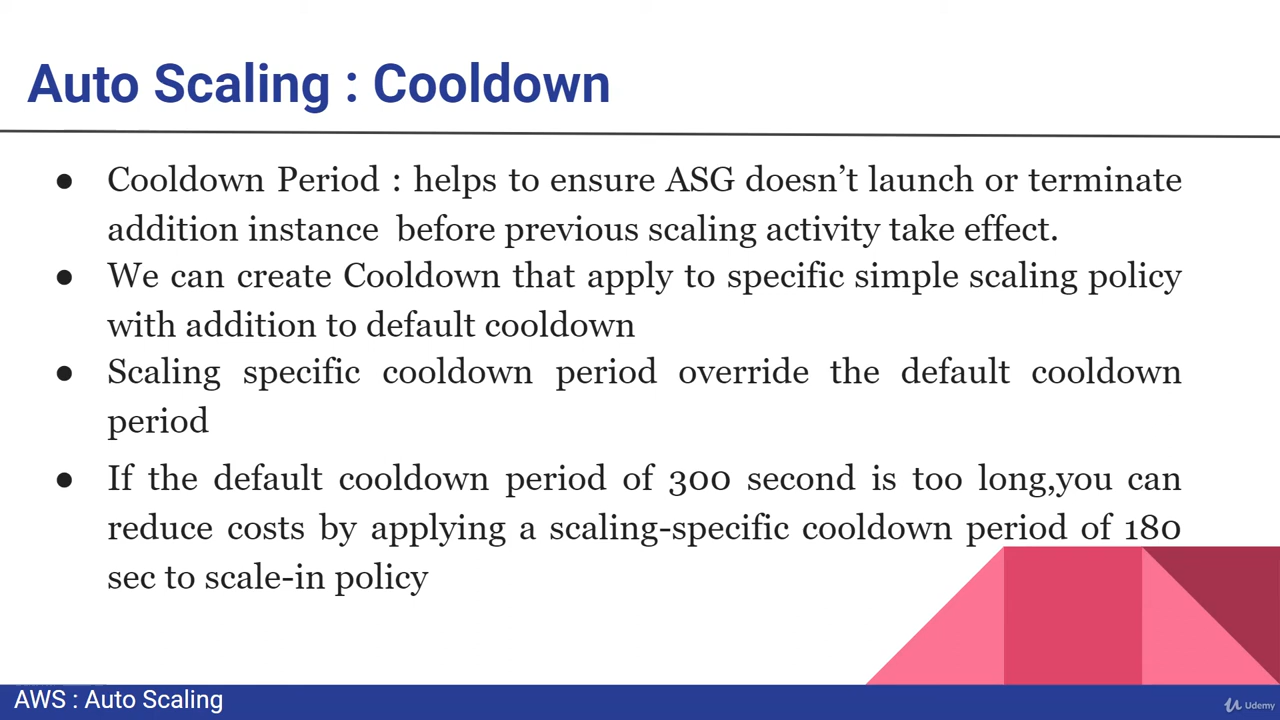 Auto Scaling : Cooldown
● Cooldown Period : helps to ensure ASG doesn’t launch or terminate
addition instance before previous scaling activity take effect.
● We can create Cooldown that apply to specific simple scaling policy
with addition to default cooldown
● Scaling specific cooldown period override the default cooldown
period
● If the default cooldown period of 300 second is too long,you can
reduce costs by applying a scaling-specific cooldown period of 180
sec to scale-in policy
AWS : Auto Scaling
Udemy